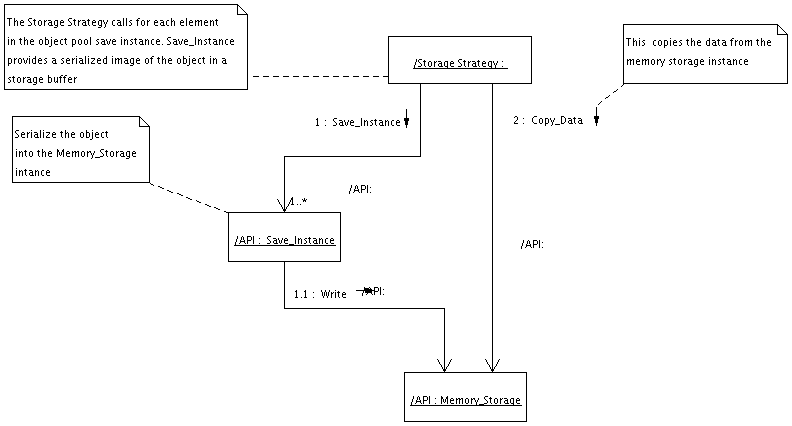 The Storage Strategy calls for each element
in the object pool save instance. Save_Instance
provides a serialized image of the object in a
storage buffer
This copies the data from the
memory storage instance
/Storage Strategy :
1 : Save_Instance
2 : Copy_Data
Serialize the object
into the Memory_Storage
intance
/API:
1..*
/API : Save_Instance
/API:
1.1 : Write
/API:
/API : Memory_Storage